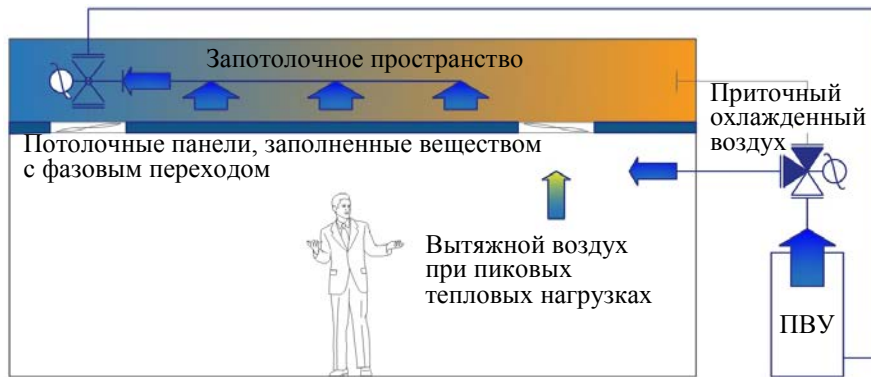 Запотолочное пространство
Приточный
охлажденный
воздух
Потолочные панели, заполненные веществом
с фазовым переходом
Вытяжной воздух
при пиковых
тепловых нагрузках
ПВУ